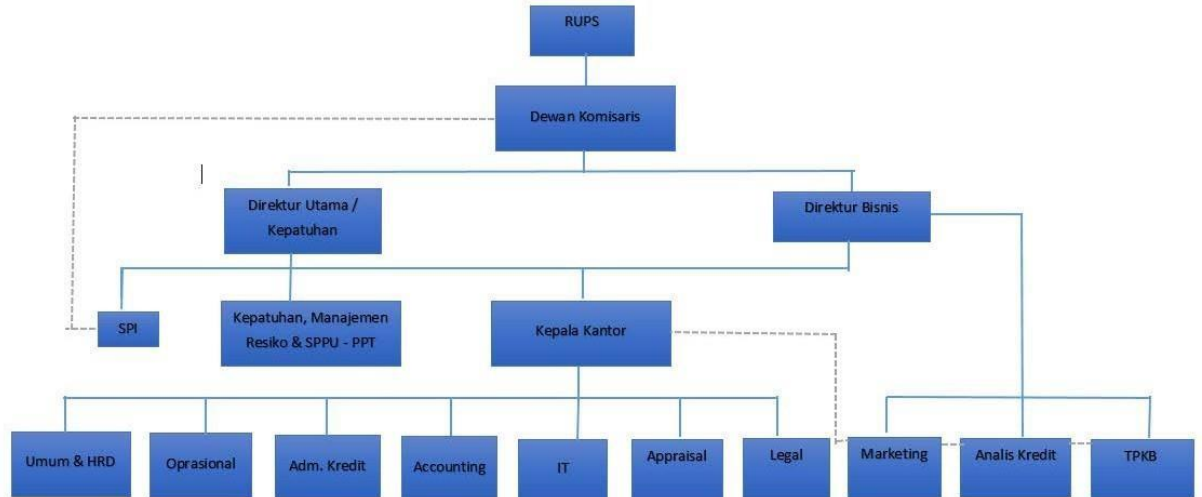 RUPS
Dewan Komisaris
Direktur Utama /
Kepatuhan
Direktur Bisnis
SPI
Kepatuhan, Manajemen
Resiko & SPPU - PPT
Kepala Kantor
Umum & HRD
Oprasional
Adm. Kredit
Accounting
IT
Appraisal
Legal
Marketing
Analis Kredit
TPKB